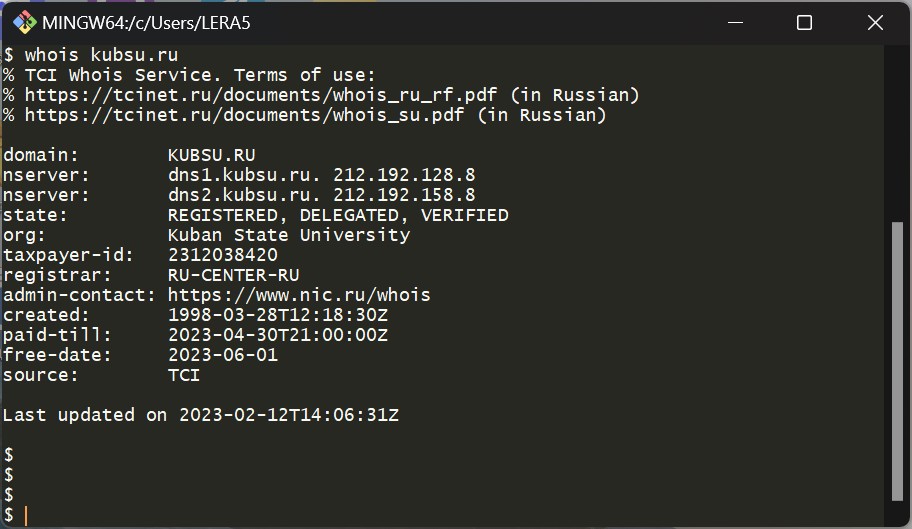 MINGW64:/c/Users/LERA5
$ whois kubsu.ru
% TCI Whois Service. Terms of use:
% https://tcinet.ru/documents/whois_ru_rf.pdf (in Russian)
% https://tcinet.ru/documents/whois_su.pdf (in Russian)
domain:        KUBSU.RU
nserver:       dns1.kubsu.ru. 212.192.128.8
nserver:       dns2.kubsu.ru. 212.192.158.8
state:         REGISTERED, DELEGATED, VERIFIED
org:           Kuban State University
taxpayer-id:   2312038420
registrar:     RU-CENTER-RU
admin-contact: https://www.nic.ru/whois
created:       1998-03-28T12:18:30Z
paid-till:     2023-04-30T21:00:00Z
free-date:     2023-06-01
source:        TCI
Last updated on 2023-02-12T14:06:31Z
$
$
$
$